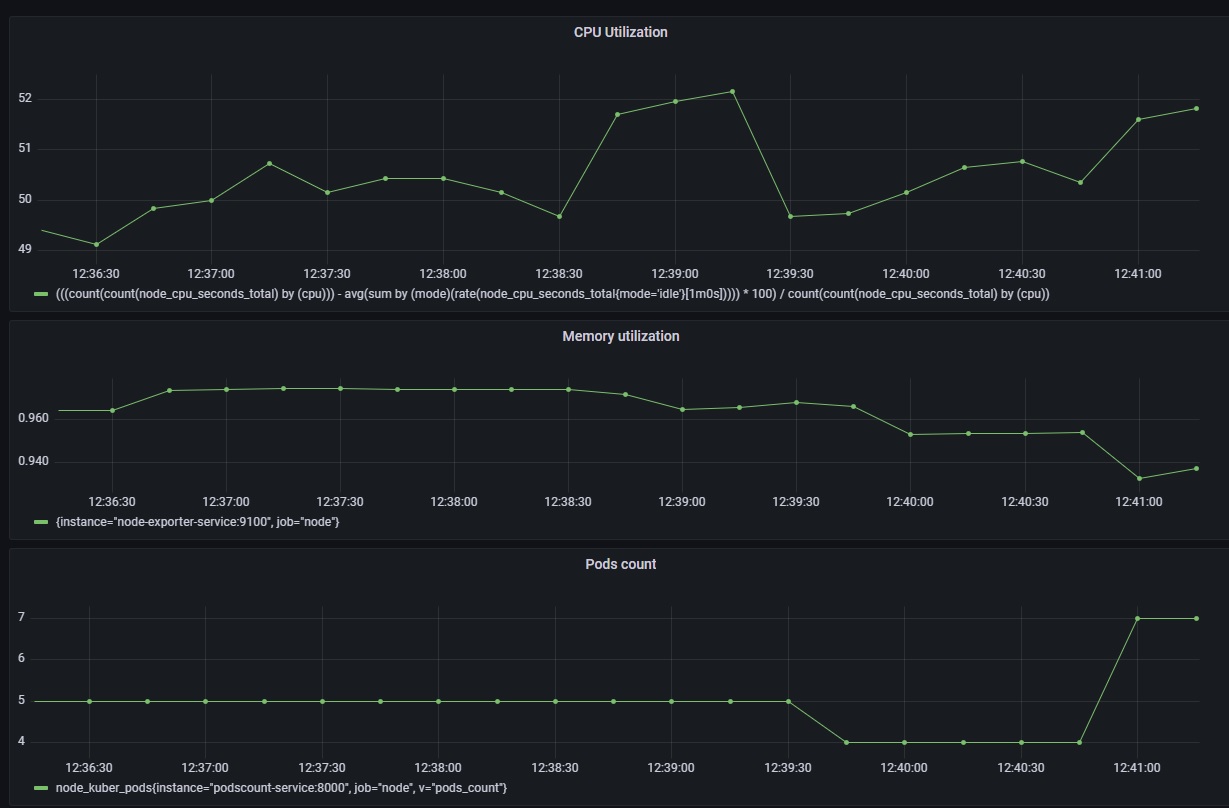 CPU Utilization
52
51
50
49
12:36:30 12:37:00 12:37:30 12:38:00 12:38:30 12:39:00 12:39:30 12:40:00 12:40:30 12:41:00
(((count(count(node_cpu_seconds_total) by (cpu))) - avg(sum by (mode)(rate(node_cpu_seconds_total{mode='idle'}[1m0s])))) * 100) / count(count(node_cpu_seconds_total) by (cpu))
Memory utilization
0.960
0.940
12:36:30 12:37:00 12:37:30 12:38:00 12:38:30 12:39:00 12:39:30 12:40:00 12:40:30 12:41:00
{instance="node-exporter-service:9100", job="node"}
Pods count
7
6
5
4
12:36:30 12:37:00 12:37:30 12:38:00 12:38:30 12:39:00 12:39:30 12:40:00 12:40:30 12:41:00
node_kuber_pods{instance="podscount-service:8000", job="node", v="pods_count"}